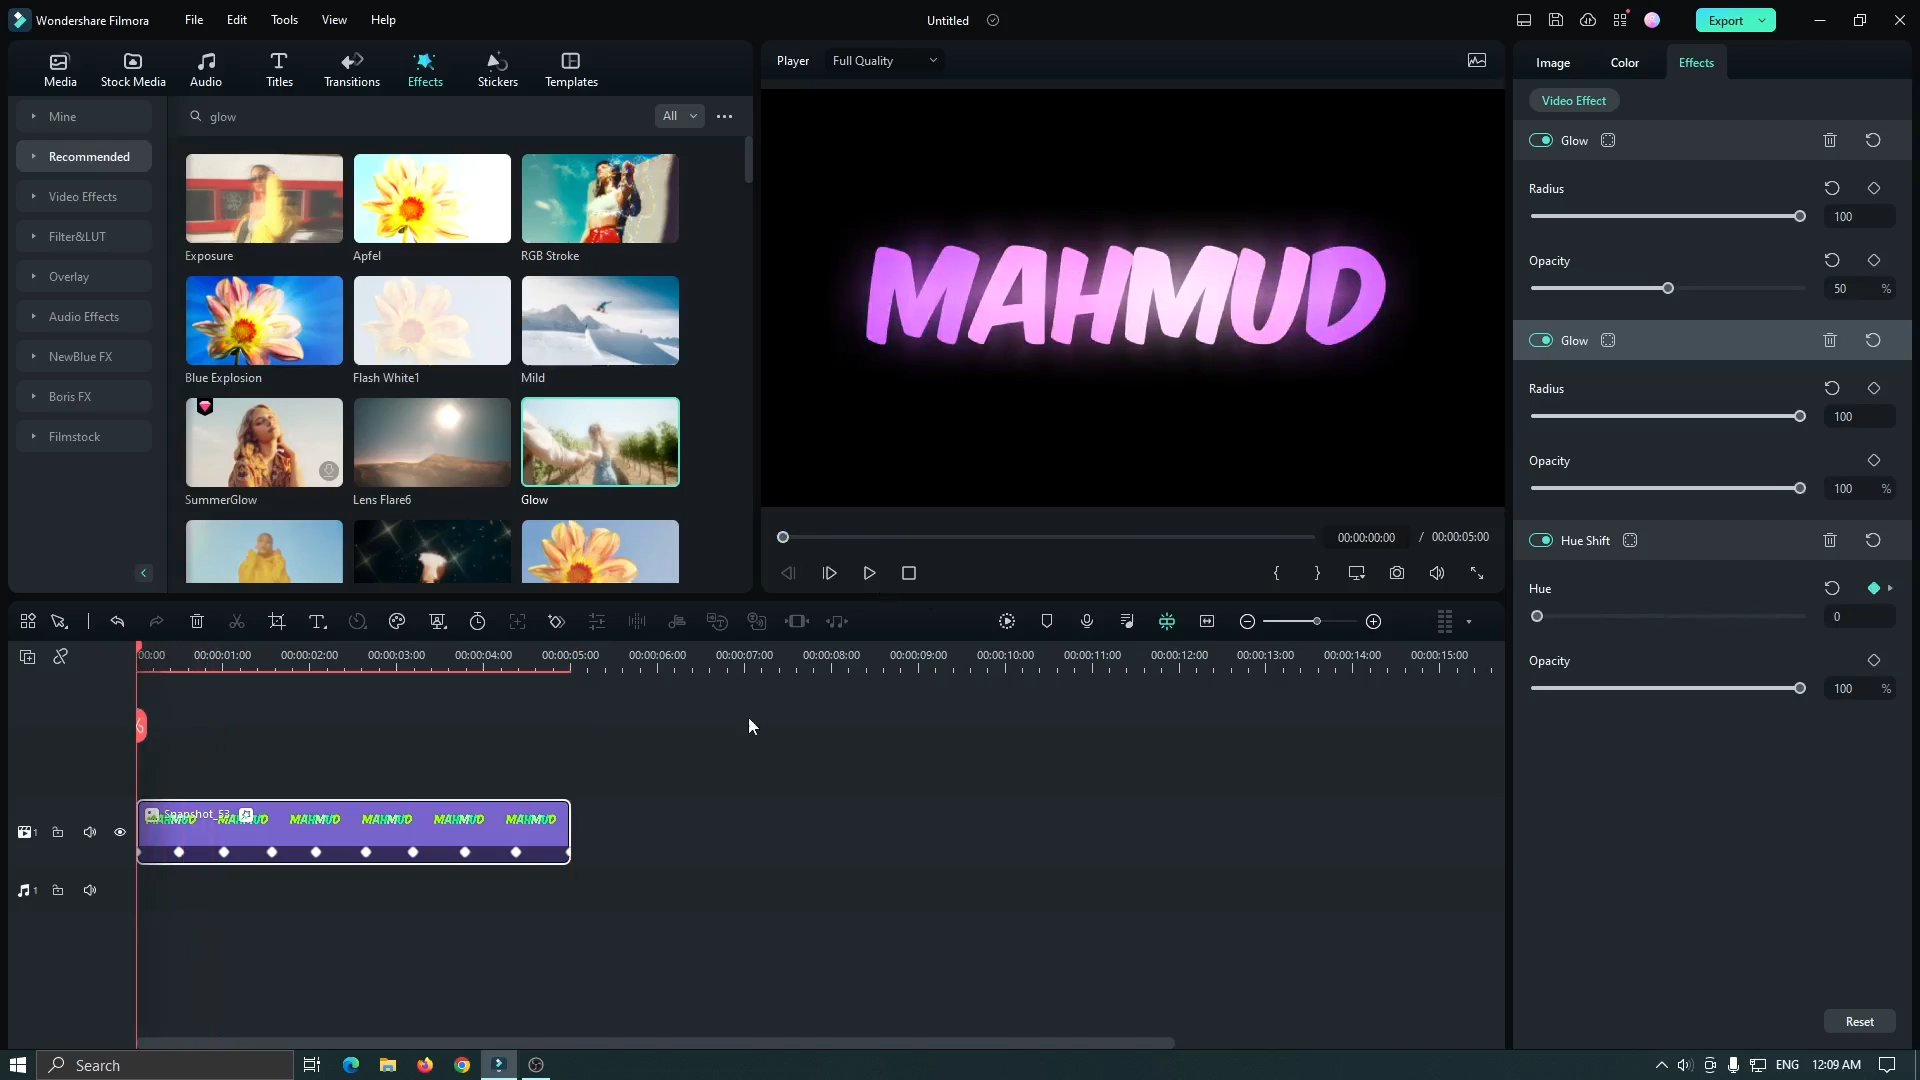 Wondershare Filmora
File
Edit
Tools
View
Help
Untitled
Export
Media
Stock Media
Audio
Titles
Transitions
Effects
Stickers
Templates
Player
Full Quality
Image
Color
Effects
Video Effect
Mine
Recommended
Video Effects
Filter&LUT
Overlay
Audio Effects
NewBlue FX
Boris FX
Filmstock
glow
All
Exposure
Apfel
RGB Stroke
Blue Explosion
Flash White1
Mild
SummerGlow
Lens Flare6
Glow
MAHMUD
00:00:00:00 / 00:00:05:00
Glow
Radius
100
Opacity
50 %
Glow
Radius
100
Opacity
100 %
Hue Shift
Hue
0
Opacity
100 %
Reset
00:00 00:00:01:00 00:00:02:00 00:00:03:00 00:00:04:00 00:00:05:00 00:00:06:00 00:00:07:00 00:00:08:00 00:00:09:00 00:00:10:00 00:00:11:00 00:00:12:00 00:00:13:00 00:00:14:00 00:00:15:00
Snapshot_53
MAHMUD MAHMUD MAHMUD MAHMUD MAHMUD MAHMUD
1
1
Search
ENG
12:09 AM